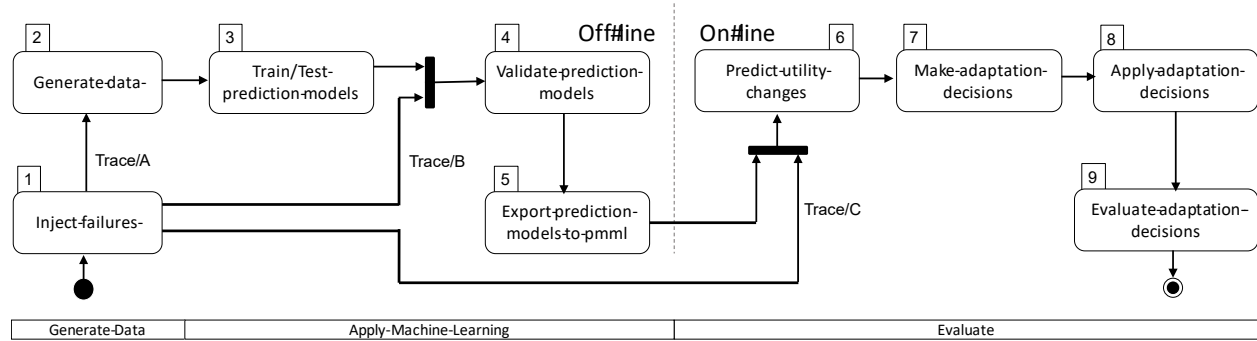 Off#line
On#line
2
Generate-data-
3
Train/Test-
prediction-models
4
Validate-prediction-
models
6
Predict-utility-
changes
7
Make-adaptation-
decisions
8
Apply-adaptation-
decisions
Trace/A
Trace/B
1
Inject-failures-
5
Export-prediction-
models-to-pmml
Trace/C
9
Evaluate-adaptation-
decisions
Generate-Data
Apply-Machine-Learning
Evaluate